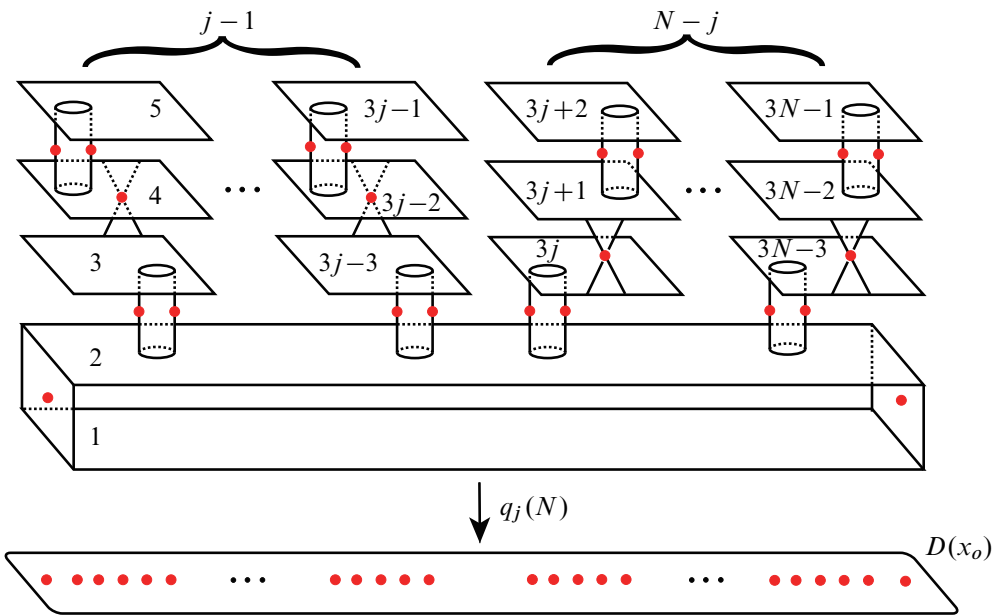 j − 1 N − j
5 3j−1 3j+2 3N−1
4 ••• 3j−2 3j+1 ••• 3N−2
3 3j−3 3j 3N−3
2
1
q_j(N)
D(x_o)
••• •••